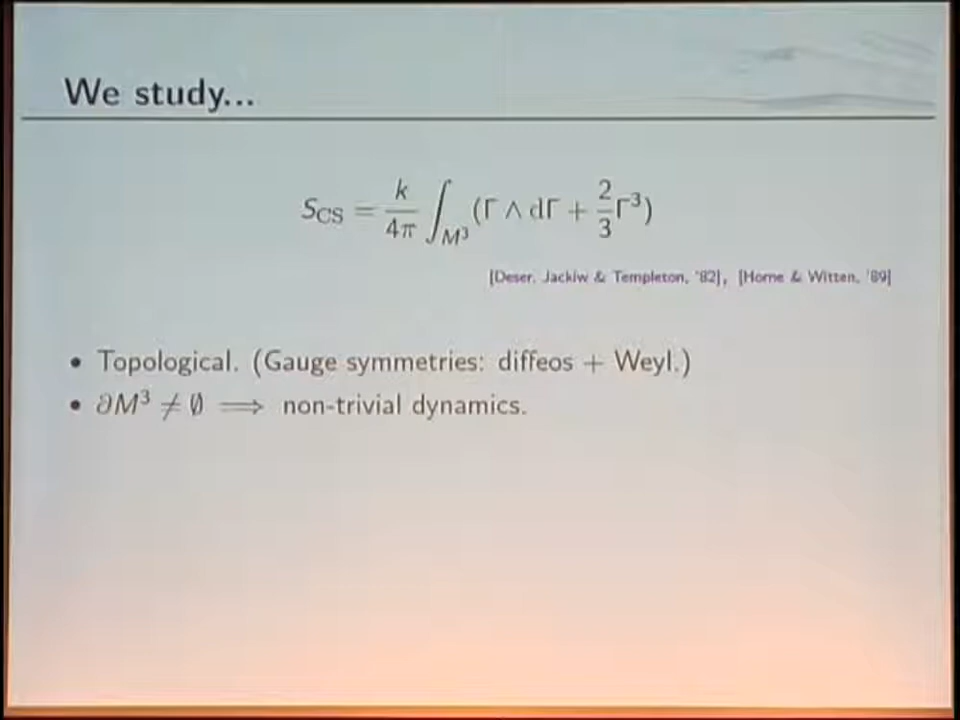 We study...
S_CS = k/4π ∫_M³ (Γ ∧ dΓ + 2/3 Γ³)
[Deser, Jackiw & Templeton, '82], [Horne & Witten, '89]
• Topological. (Gauge symmetries: diffeos + Weyl.)
• ∂M³ ≠ ∅ ⟹ non-trivial dynamics.